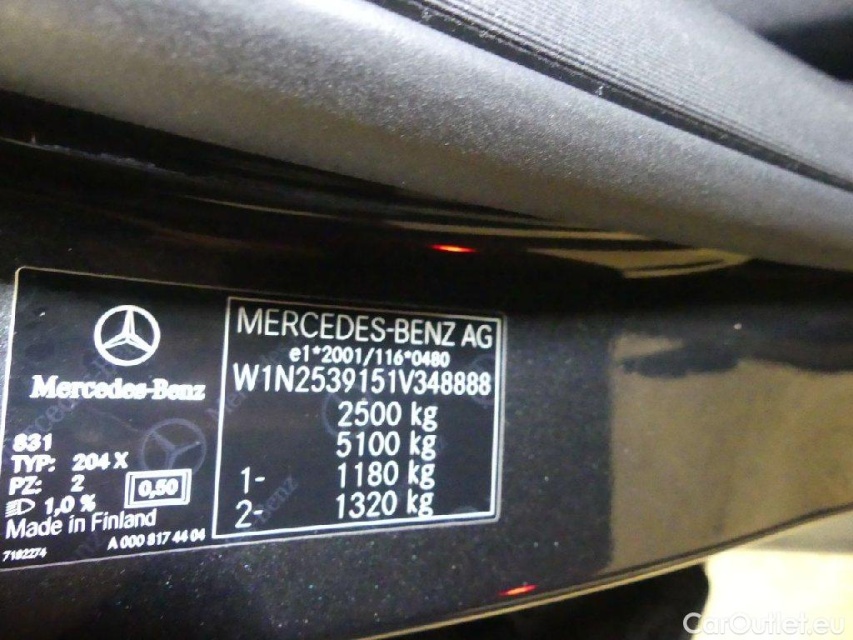 Mercedes-Benz
831
TYP: 204 X
PZ: 2
0,50
1,0 %
Made in Finland
7182274
A 000 817 44 04
MERCEDES-BENZ AG
e1*2001/116*0480
W1N2539151V348888
2500 kg
5100 kg
1- 1180 kg
2- 1320 kg
CarOutlet.eu